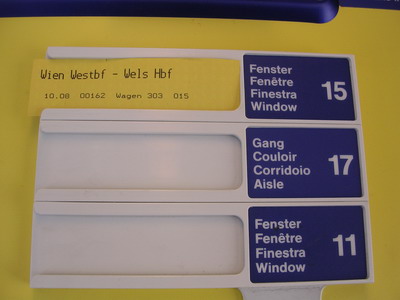 Wien Westbf - Wels Hbf
10.08 00162 Wagen 303 015
Fenster
Fenêtre
Finestra
Window
15
Gang
Couloir
Corridoio
Aisle
17
Fenster
Fenêtre
Finestra
Window
11